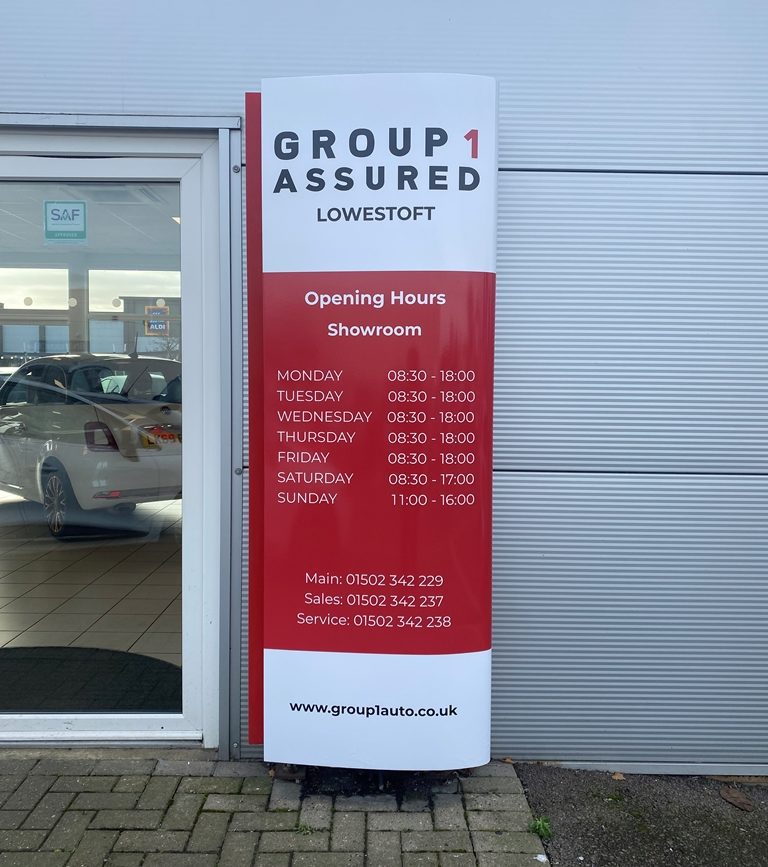 GROUP 1
ASSURED
LOWESTOFT
Opening Hours
Showroom
MONDAY 08:30 - 18:00
TUESDAY 08:30 - 18:00
WEDNESDAY 08:30 - 18:00
THURSDAY 08:30 - 18:00
FRIDAY 08:30 - 18:00
SATURDAY 08:30 - 17:00
SUNDAY 11:00 - 16:00
Main: 01502 342 229
Sales: 01502 342 237
Service: 01502 342 238
www.group1auto.co.uk
SAF
APPROVED
ALDI